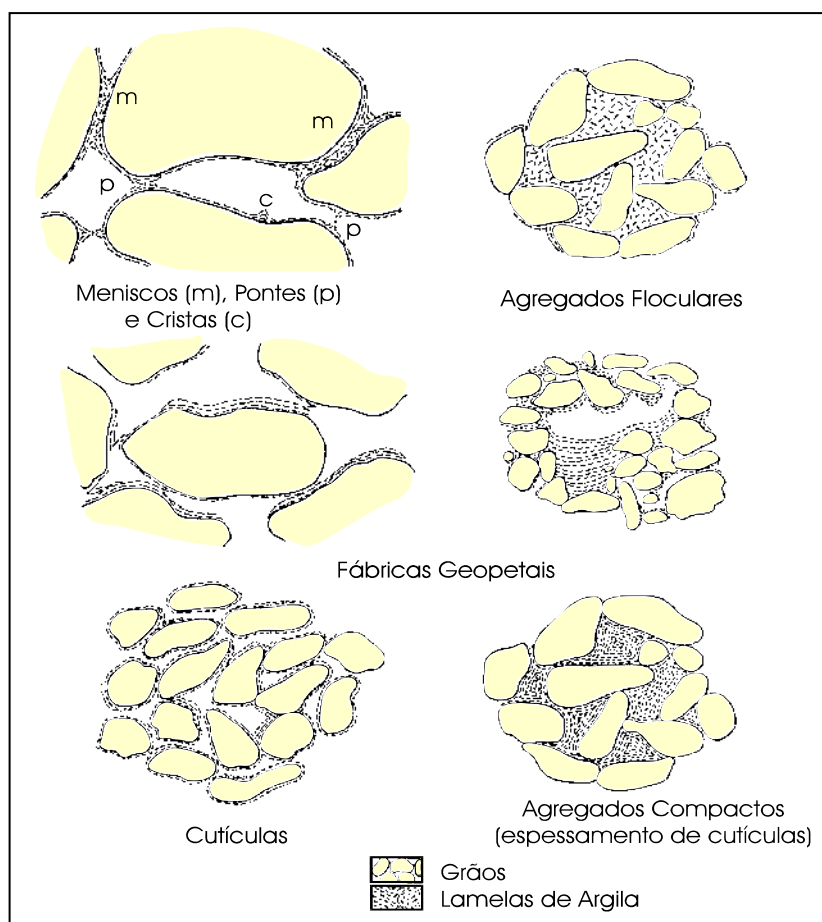 m
m
p
c
p
Meniscos (m), Pontes (p)
e Cristas (c)
Agregados Floculares
Fábricas Geopetais
Cutículas
Agregados Compactos
(espessamento de cutículas)
Grãos
Lamelas de Argila